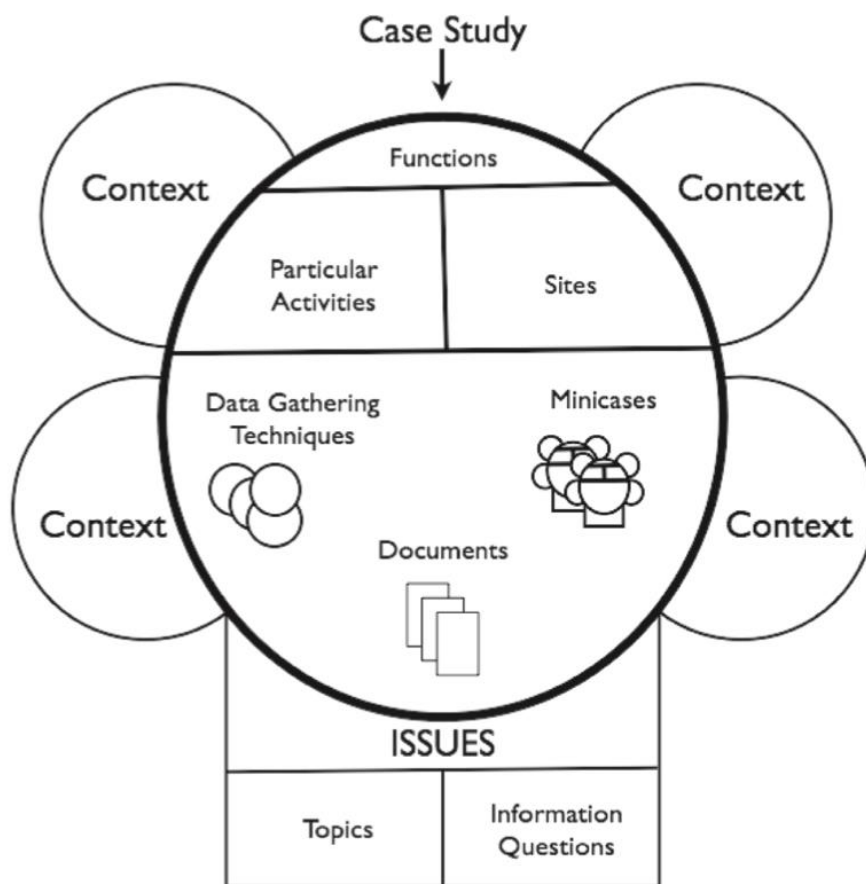 Case Study
Functions
Context
Context
Particular
Activities
Sites
Data Gathering
Techniques
Minicases
Context
Context
Documents
ISSUES
Topics
Information
Questions